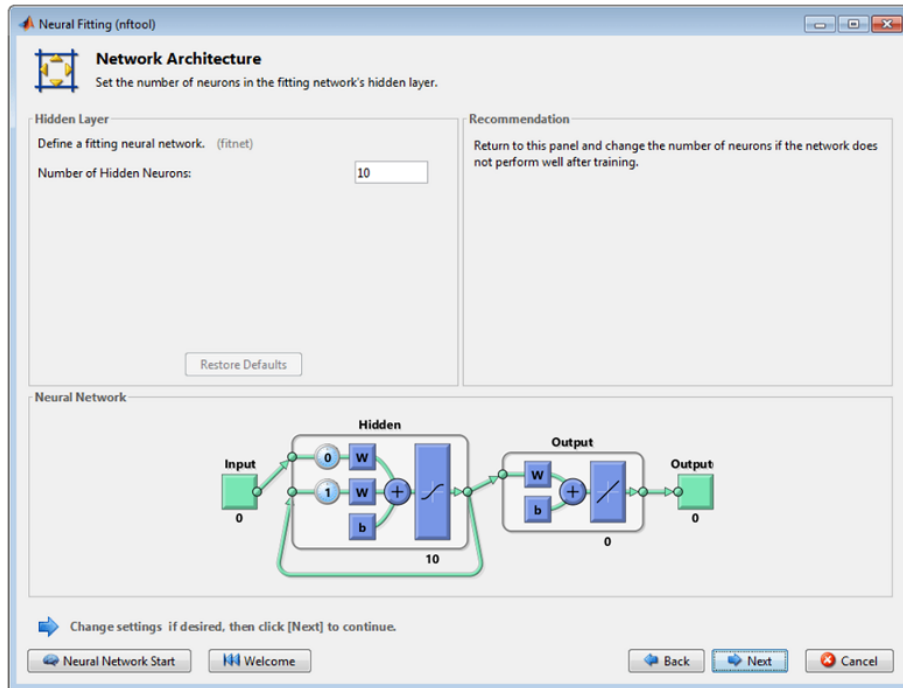 Neural Fitting (nftool)
Network Architecture
Set the number of neurons in the fitting network's hidden layer.
Hidden Layer
Define a fitting neural network. (fitnet)
Number of Hidden Neurons:
10
Restore Defaults
Recommendation
Return to this panel and change the number of neurons if the network does
not perform well after training.
Neural Network
Hidden
Output
Input
Output
0
W
W
1
W
+
+
b
b
0
10
0
0
Change settings if desired, then click [Next] to continue.
Neural Network Start
Welcome
Back
Next
Cancel